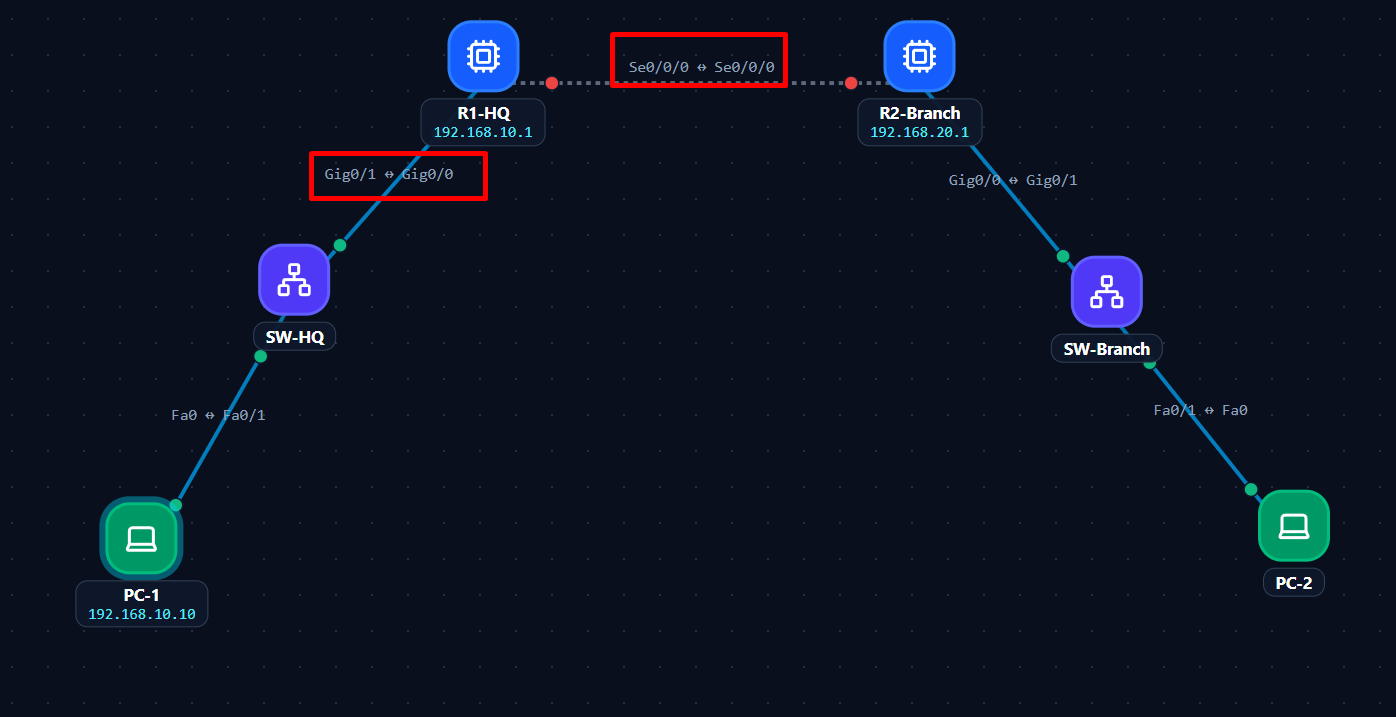 Se0/0/0 ↔ Se0/0/0
R1-HQ
192.168.10.1
R2-Branch
192.168.20.1
Gig0/1 ↔ Gig0/0
Gig0/0 ↔ Gig0/1
SW-HQ
SW-Branch
Fa0 ↔ Fa0/1
Fa0/1 ↔ Fa0
PC-1
192.168.10.10
PC-2